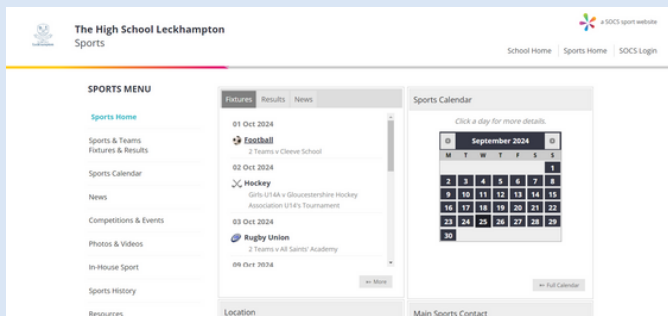 The High School Leckhampton
Sports
a SOCS sport website
School Home
Sports Home
SOCS Login
SPORTS MENU
Sports Home
Sports & Teams
Fixtures & Results
Sports Calendar
News
Competitions & Events
Photos & Videos
In-House Sport
Sports History
Resources
Fixtures
Results
News
01 Oct 2024
Football
2 Teams v Cleeve School
02 Oct 2024
Hockey
Girls U14A v Gloucestershire Hockey
Association U14's Tournament
03 Oct 2024
Rugby Union
2 Teams v All Saints' Academy
09 Oct 2024
More
Sports Calendar
Click a day for more details.
September 2024
M T W T F S S
1
2 3 4 5 6 7 8
9 10 11 12 13 14 15
16 17 18 19 20 21 22
23 24 25 26 27 28 29
30
Full Calendar
Location
Main Sports Contact